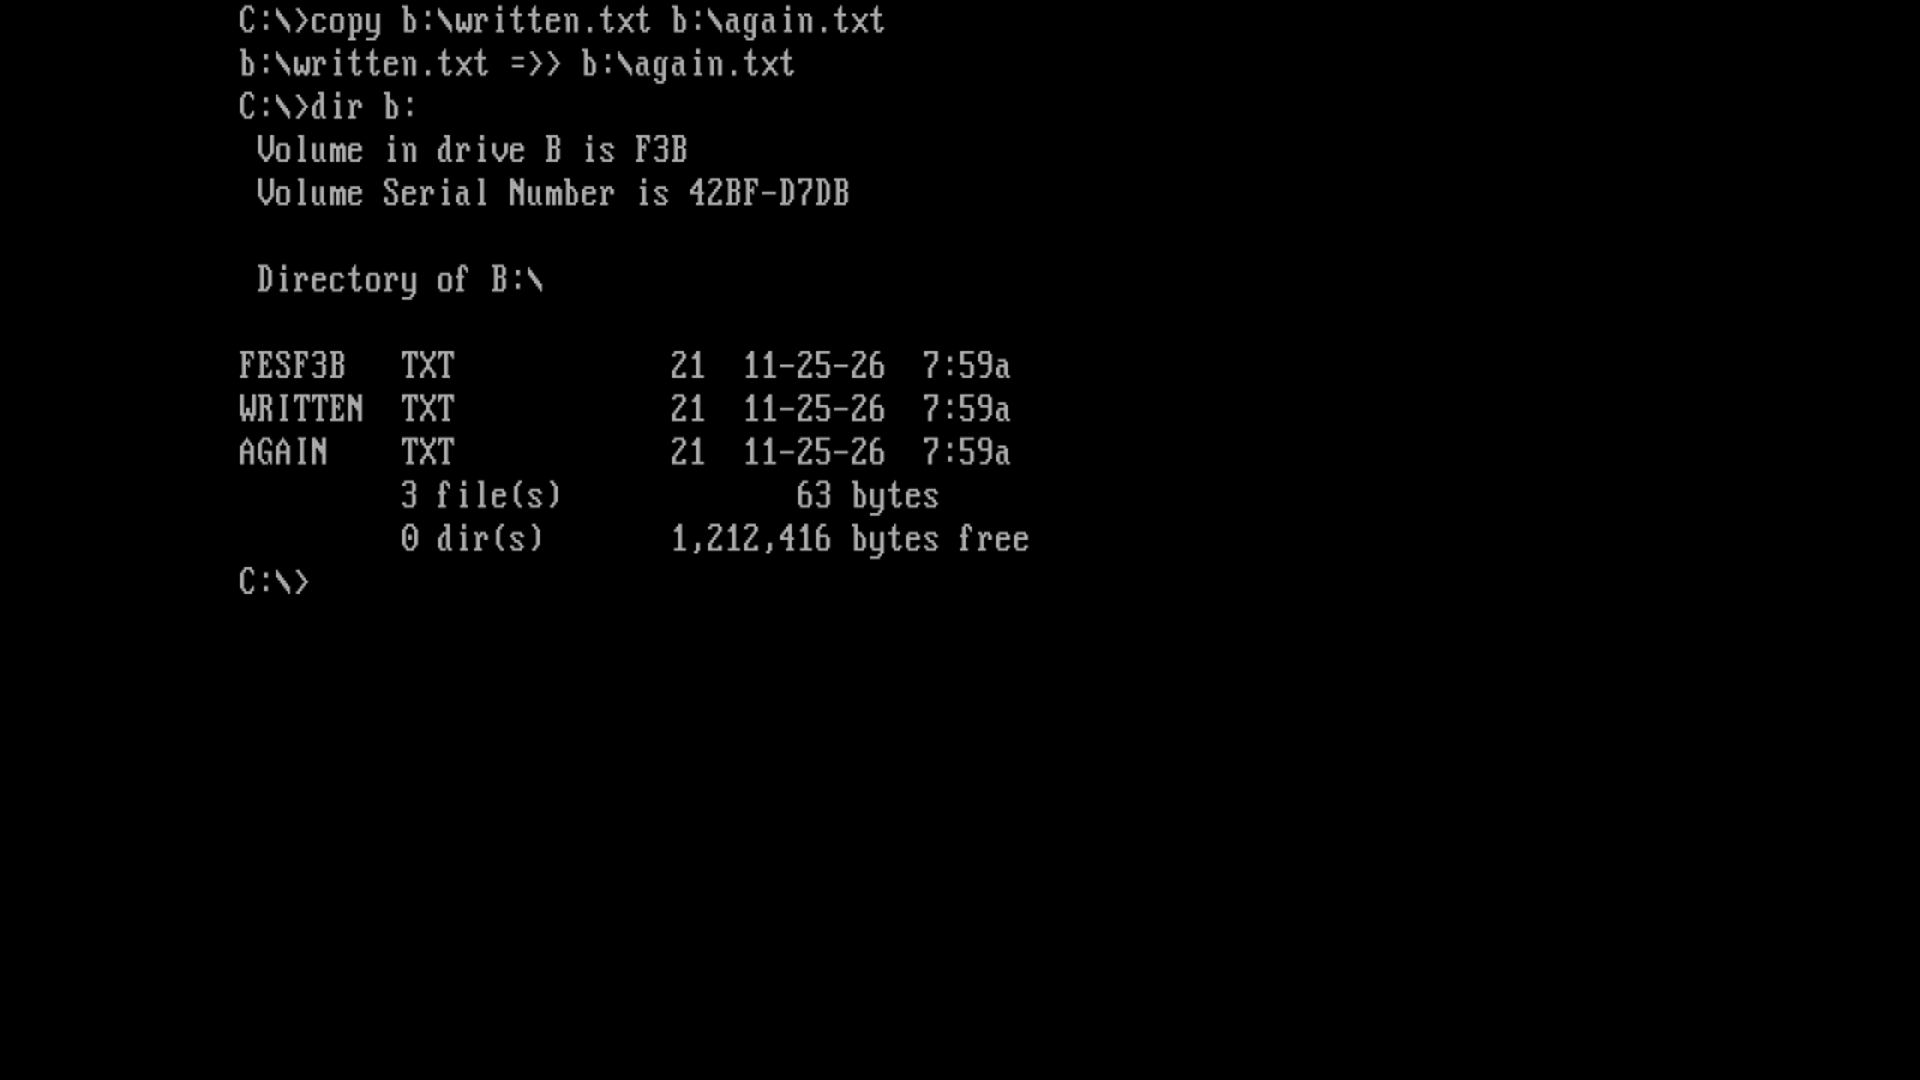 C:\>copy b:\written.txt b:\again.txt
b:\written.txt =>> b:\again.txt
C:\>dir b:
 Volume in drive B is F3B
 Volume Serial Number is 42BF-D7DB

 Directory of B:\

FESF3B   TXT            21  11-25-26  7:59a
WRITTEN  TXT            21  11-25-26  7:59a
AGAIN    TXT            21  11-25-26  7:59a
         3 file(s)             63 bytes
         0 dir(s)       1,212,416 bytes free
C:\>